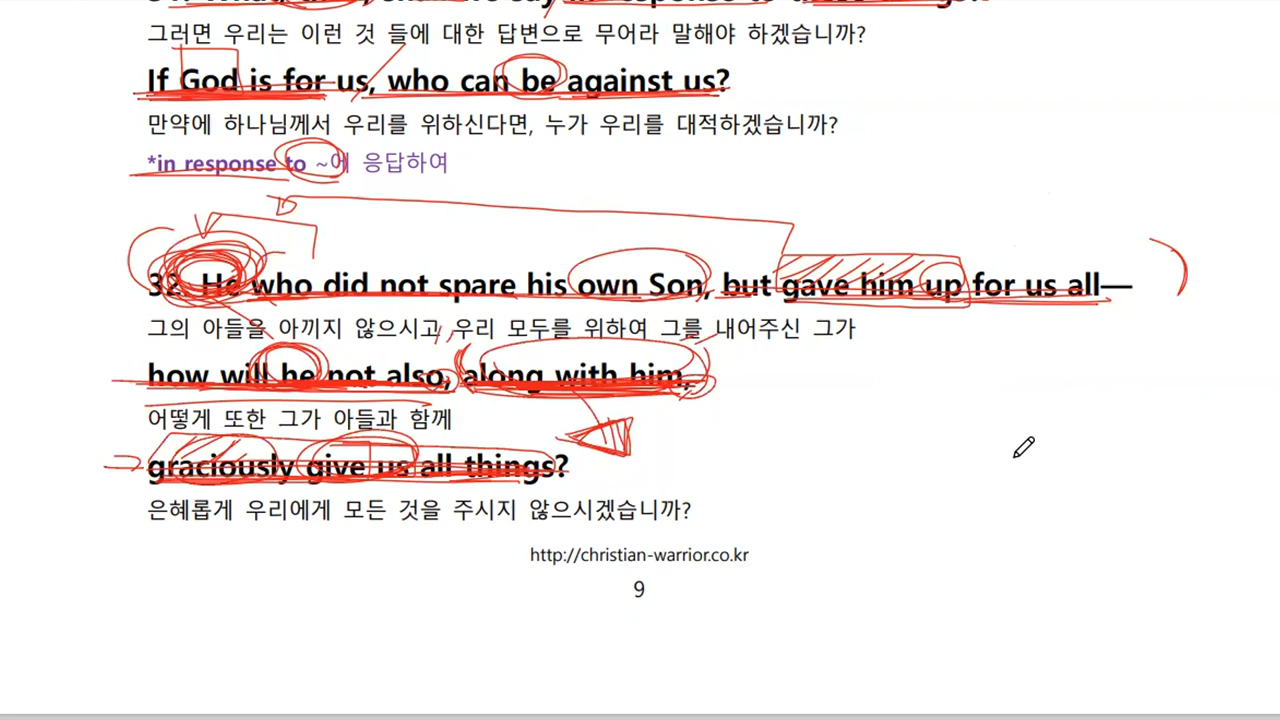 If God is for us, who can be against us?
그러면 우리는 이런 것 들에 대한 답변으로 무어라 말해야 하겠습니까?
만약에 하나님께서 우리를 위하신다면, 누가 우리를 대적하겠습니까?
*in response to ~에 응답하여
32. He who did not spare his own Son, but gave him up for us all—
그의 아들을 아끼지 않으시고, 우리 모두를 위하여 그를 내어주신 그가
how will he not also, along with him,
어떻게 또한 그가 아들과 함께
graciously give us all things?
은혜롭게 우리에게 모든 것을 주시지 않으시겠습니까?
http://christian-warrior.co.kr
9